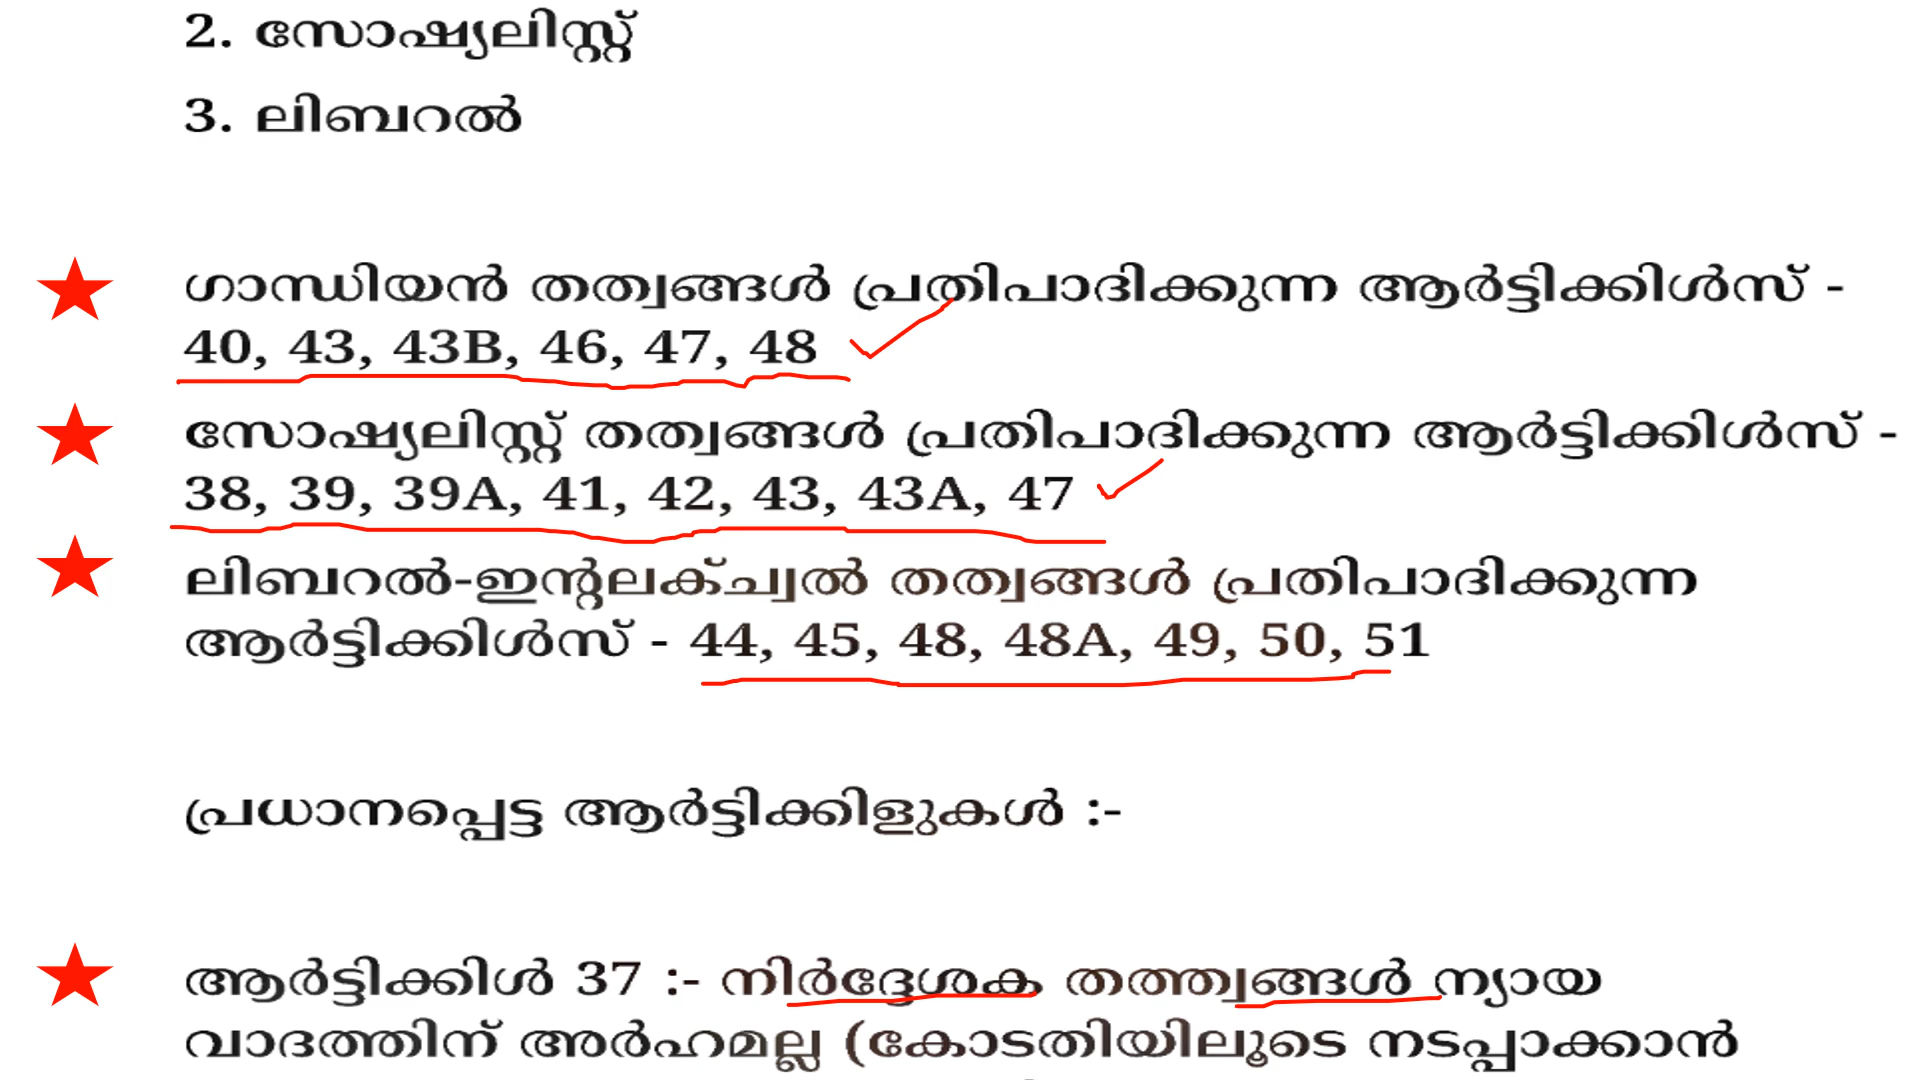 2. സോഷ്യലിസ്റ്റ്
3. ലിബറൽ
ഗാന്ധിയൻ തത്വങ്ങൾ പ്രതിപാദിക്കുന്ന ആർട്ടിക്കിൾസ് -
40, 43, 43B, 46, 47, 48
സോഷ്യലിസ്റ്റ് തത്വങ്ങൾ പ്രതിപാദിക്കുന്ന ആർട്ടിക്കിൾസ് -
38, 39, 39A, 41, 42, 43, 43A, 47
ലിബറൽ-ഇന്റലക്ച്വൽ തത്വങ്ങൾ പ്രതിപാദിക്കുന്ന
ആർട്ടിക്കിൾസ് - 44, 45, 48, 48A, 49, 50, 51
പ്രധാനപ്പെട്ട ആർട്ടിക്കിളുകൾ :-
ആർട്ടിക്കിൾ 37 :- നിർദ്ദേശക തത്ത്വങ്ങൾ ന്യായ
വാദത്തിന് അർഹമല്ല (കോടതിയിലൂടെ നടപ്പാക്കാൻ